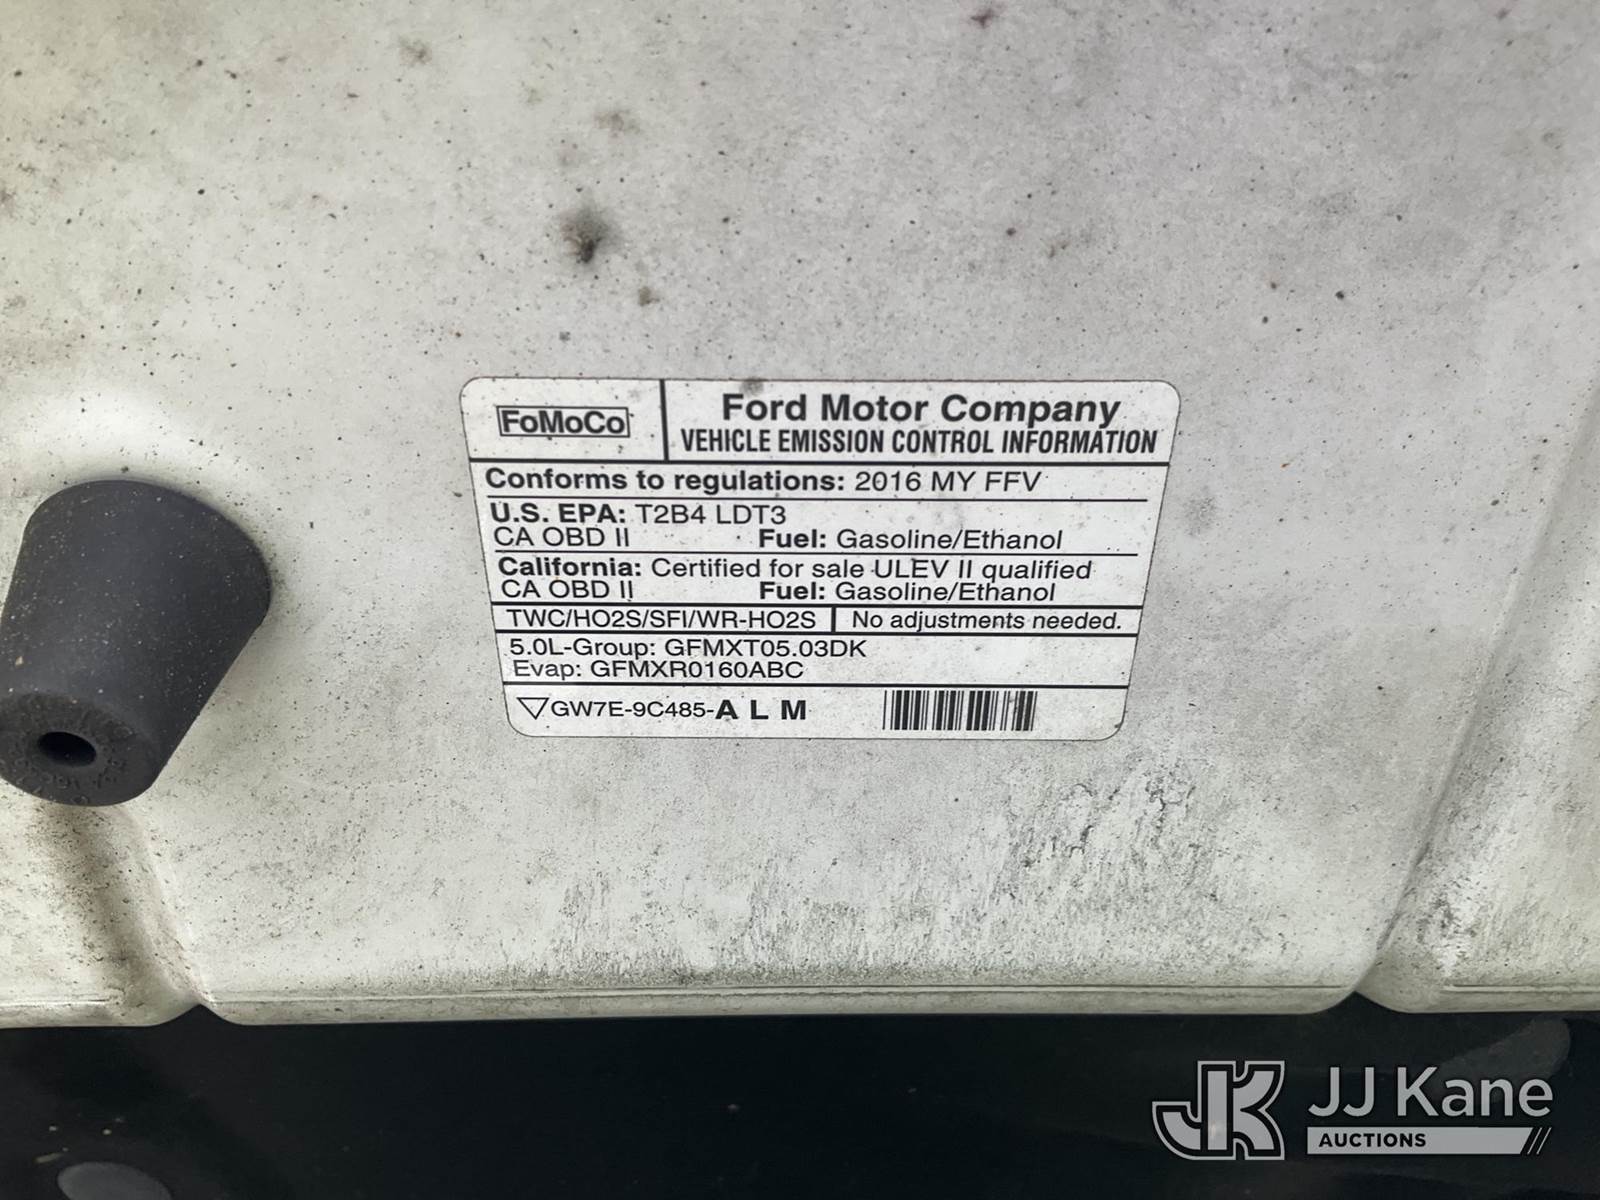 FoMoCo
Ford Motor Company
VEHICLE EMISSION CONTROL INFORMATION
Conforms to regulations: 2016 MY FFV
U.S. EPA: T2B4 LDT3
CA OBD II Fuel: Gasoline/Ethanol
California: Certified for sale ULEV II qualified
CA OBD II Fuel: Gasoline/Ethanol
TWC/HO2S/SFI/WR-HO2S No adjustments needed.
5.0L-Group: GFMXT05.03DK
Evap: GFMXR0160ABC
GW7E-9C485-A L M
JK JJ Kane
AUCTIONS